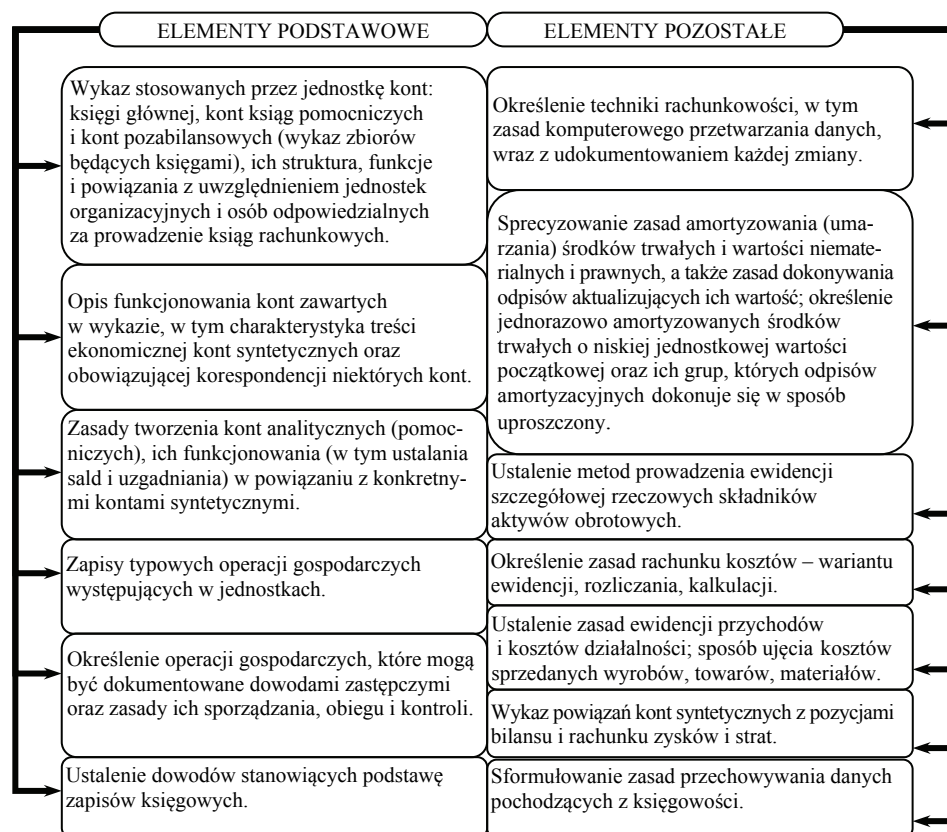 ELEMENTY PODSTAWOWE
Wykaz stosowanych przez jednostkę kont:
księgi głównej, kont ksiąg pomocniczych
i kont pozabilansowych (wykaz zbiorów
będących księgami), ich struktura, funkcje
i powiązania z uwzględnieniem jednostek
organizacyjnych i osób odpowiedzialnych
za prowadzenie ksiąg rachunkowych.
Opis funkcjonowania kont zawartych
w wykazie, w tym charakterystyka treści
ekonomicznej kont syntetycznych oraz
obowiązującej korespondencji niektórych kont.
Zasady tworzenia kont analitycznych (pomoc-
niczych), ich funkcjonowania (w tym ustalania
sald i uzgadniania) w powiązaniu z konkretny-
mi kontami syntetycznymi.
Zapisy typowych operacji gospodarczych
występujących w jednostkach.
Określenie operacji gospodarczych, które mogą
być dokumentowane dowodami zastępczymi
oraz zasady ich sporządzania, obiegu i kontroli.
Ustalenie dowodów stanowiących podstawę
zapisów księgowych.
ELEMENTY POZOSTAŁE
Określenie techniki rachunkowości, w tym
zasad komputerowego przetwarzania danych,
wraz z udokumentowaniem każdej zmiany.
Sprecyzowanie zasad amortyzowania (uma-
rzania) środków trwałych i wartości niemate-
rialnych i prawnych, a także zasad dokonywania
odpisów aktualizujących ich wartość; określenie
jednorazowo amortyzowanych środków
trwałych o niskiej jednostkowej wartości
początkowej oraz ich grup, których odpisów
amortyzacyjnych dokonuje się w sposób
uproszczony.
Ustalenie metod prowadzenia ewidencji
szczegółowej rzeczowych składników
aktywów obrotowych.
Określenie zasad rachunku kosztów – wariantu
ewidencji, rozliczania, kalkulacji.
Ustalenie zasad ewidencji przychodów
i kosztów działalności; sposób ujęcia kosztów
sprzedanych wyrobów, towarów, materiałów.
Wykaz powiązań kont syntetycznych z pozycjami
bilansu i rachunku zysków i strat.
Sformułowanie zasad przechowywania danych
pochodzących z księgowości.